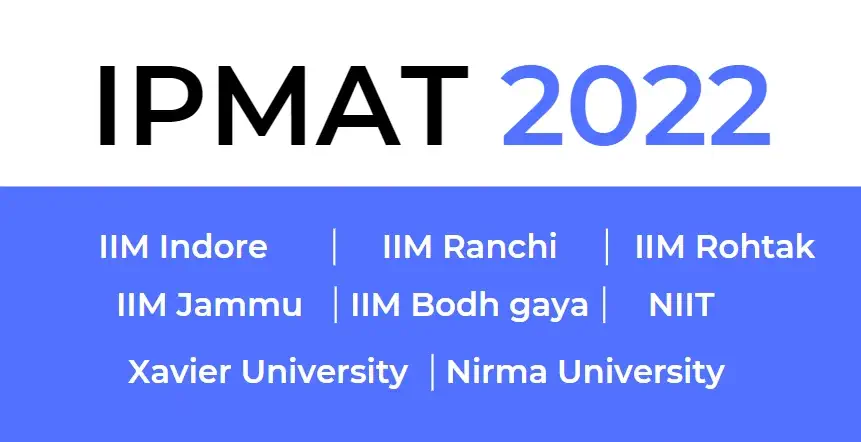 IPMAT 2022
IIM Indore | IIM Ranchi | IIM Rohtak
IIM Jammu | IIM Bodh gaya | NIIT
Xavier University | Nirma University